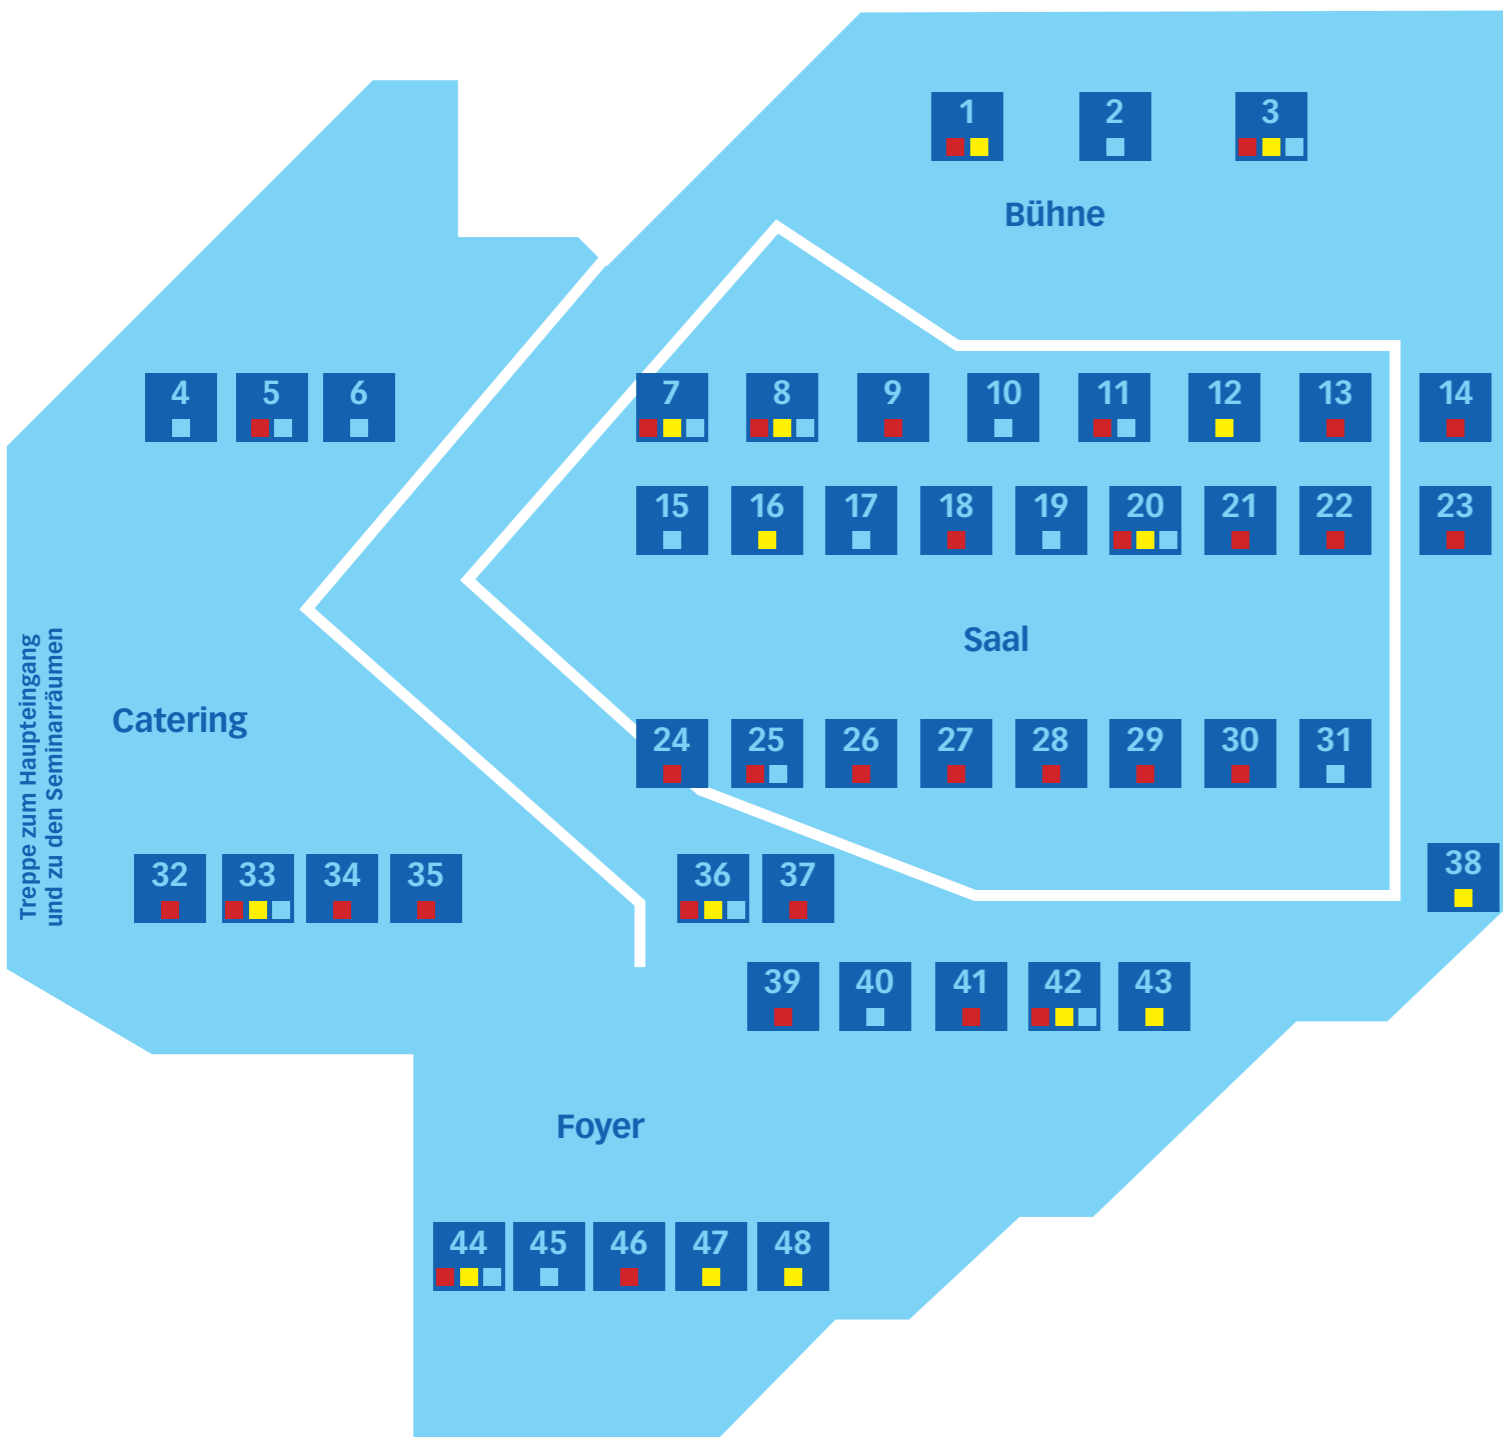 1 2 3
Bühne
4 5 6 7 8 9 10 11 12 13 14
15 16 17 18 19 20 21 22 23
Saal
Treppe zum Haupteingang
und zu den Seminarräumen
Catering
24 25 26 27 28 29 30 31
32 33 34 35 36 37 38
39 40 41 42 43
Foyer
44 45 46 47 48